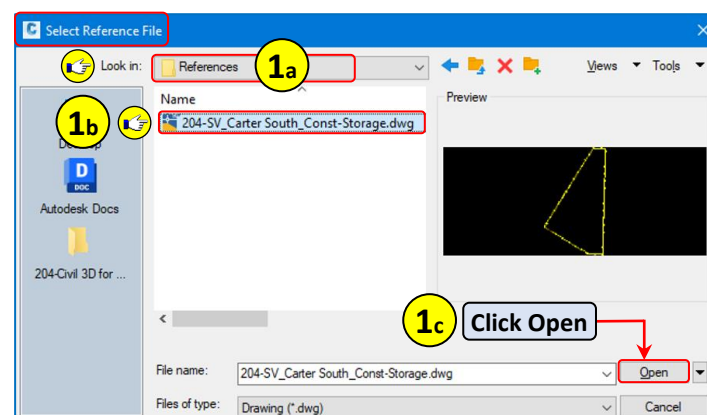 Select Reference File
Look in:
References
1a
Views
Tools
1b
Name
Preview
204-SV_Carter South_Const-Storage.dwg
D
DOC
Autodesk Docs
204-Civil 3D for ...
1c
Click Open
File name:
204-SV_Carter South_Const-Storage.dwg
Open
Files of type:
Drawing (*.dwg)
Cancel